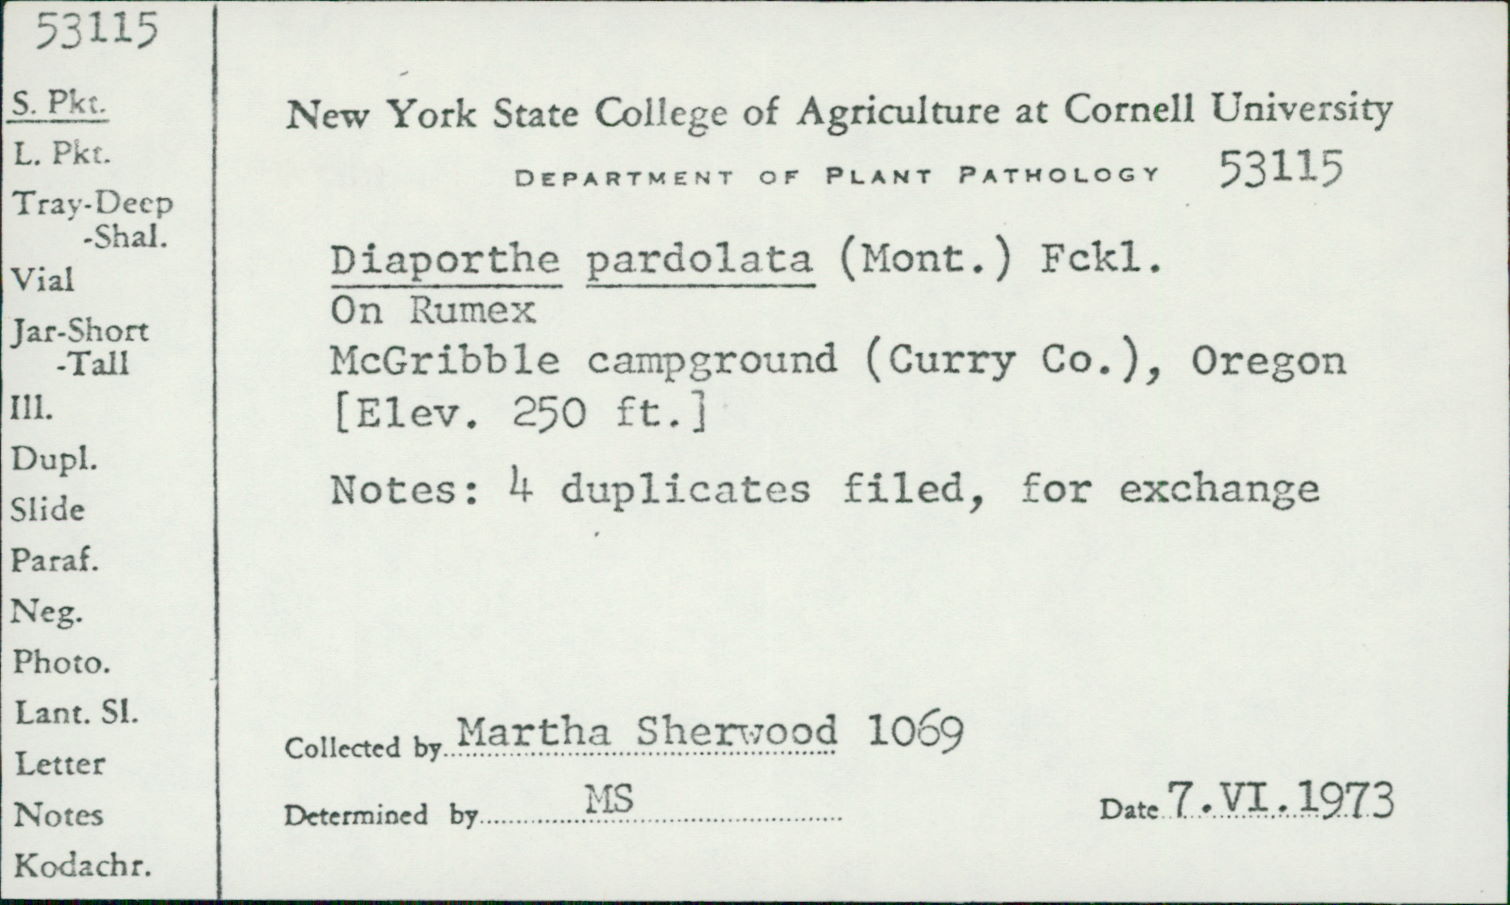 53115
S. Pkt.
L. Pkt.
Tray-Deep
-Shal.
Vial
Jar-Short
-Tall
Ill.
Dupl.
Slide
Paraf.
Neg.
Photo.
Lant. Sl.
Letter
Notes
Kodachr.
New York State College of Agriculture at Cornell University
DEPARTMENT OF PLANT PATHOLOGY 53115
Diaporthe pardolata (Mont.) Fckl.
On Rumex
McGribble campground (Curry Co.), Oregon
[Elev. 250 ft.]
Notes: 4 duplicates filed, for exchange
Collected by Martha Sherwood 1069
Determined by MS
Date 7.VI.1973